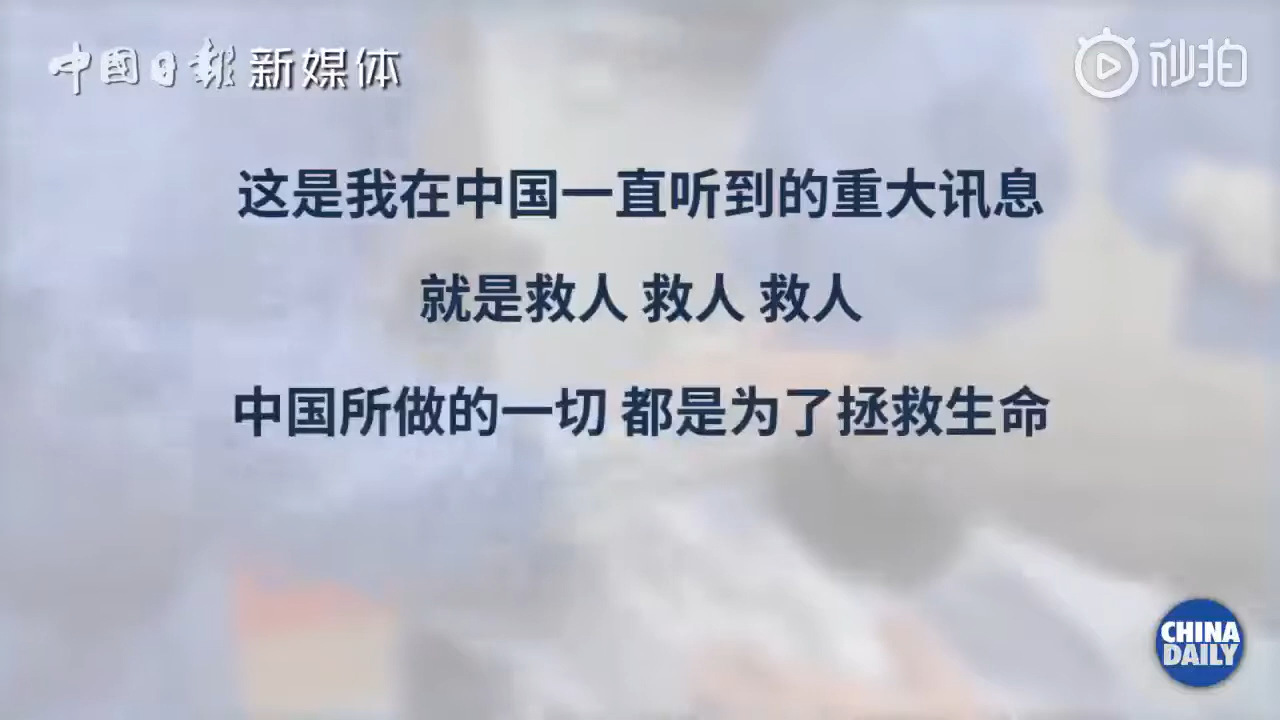 中國日報新媒体
秒拍
这是我在中国一直听到的重大讯息
就是救人 救人 救人
中国所做的一切 都是为了拯救生命
CHINA
DAILY